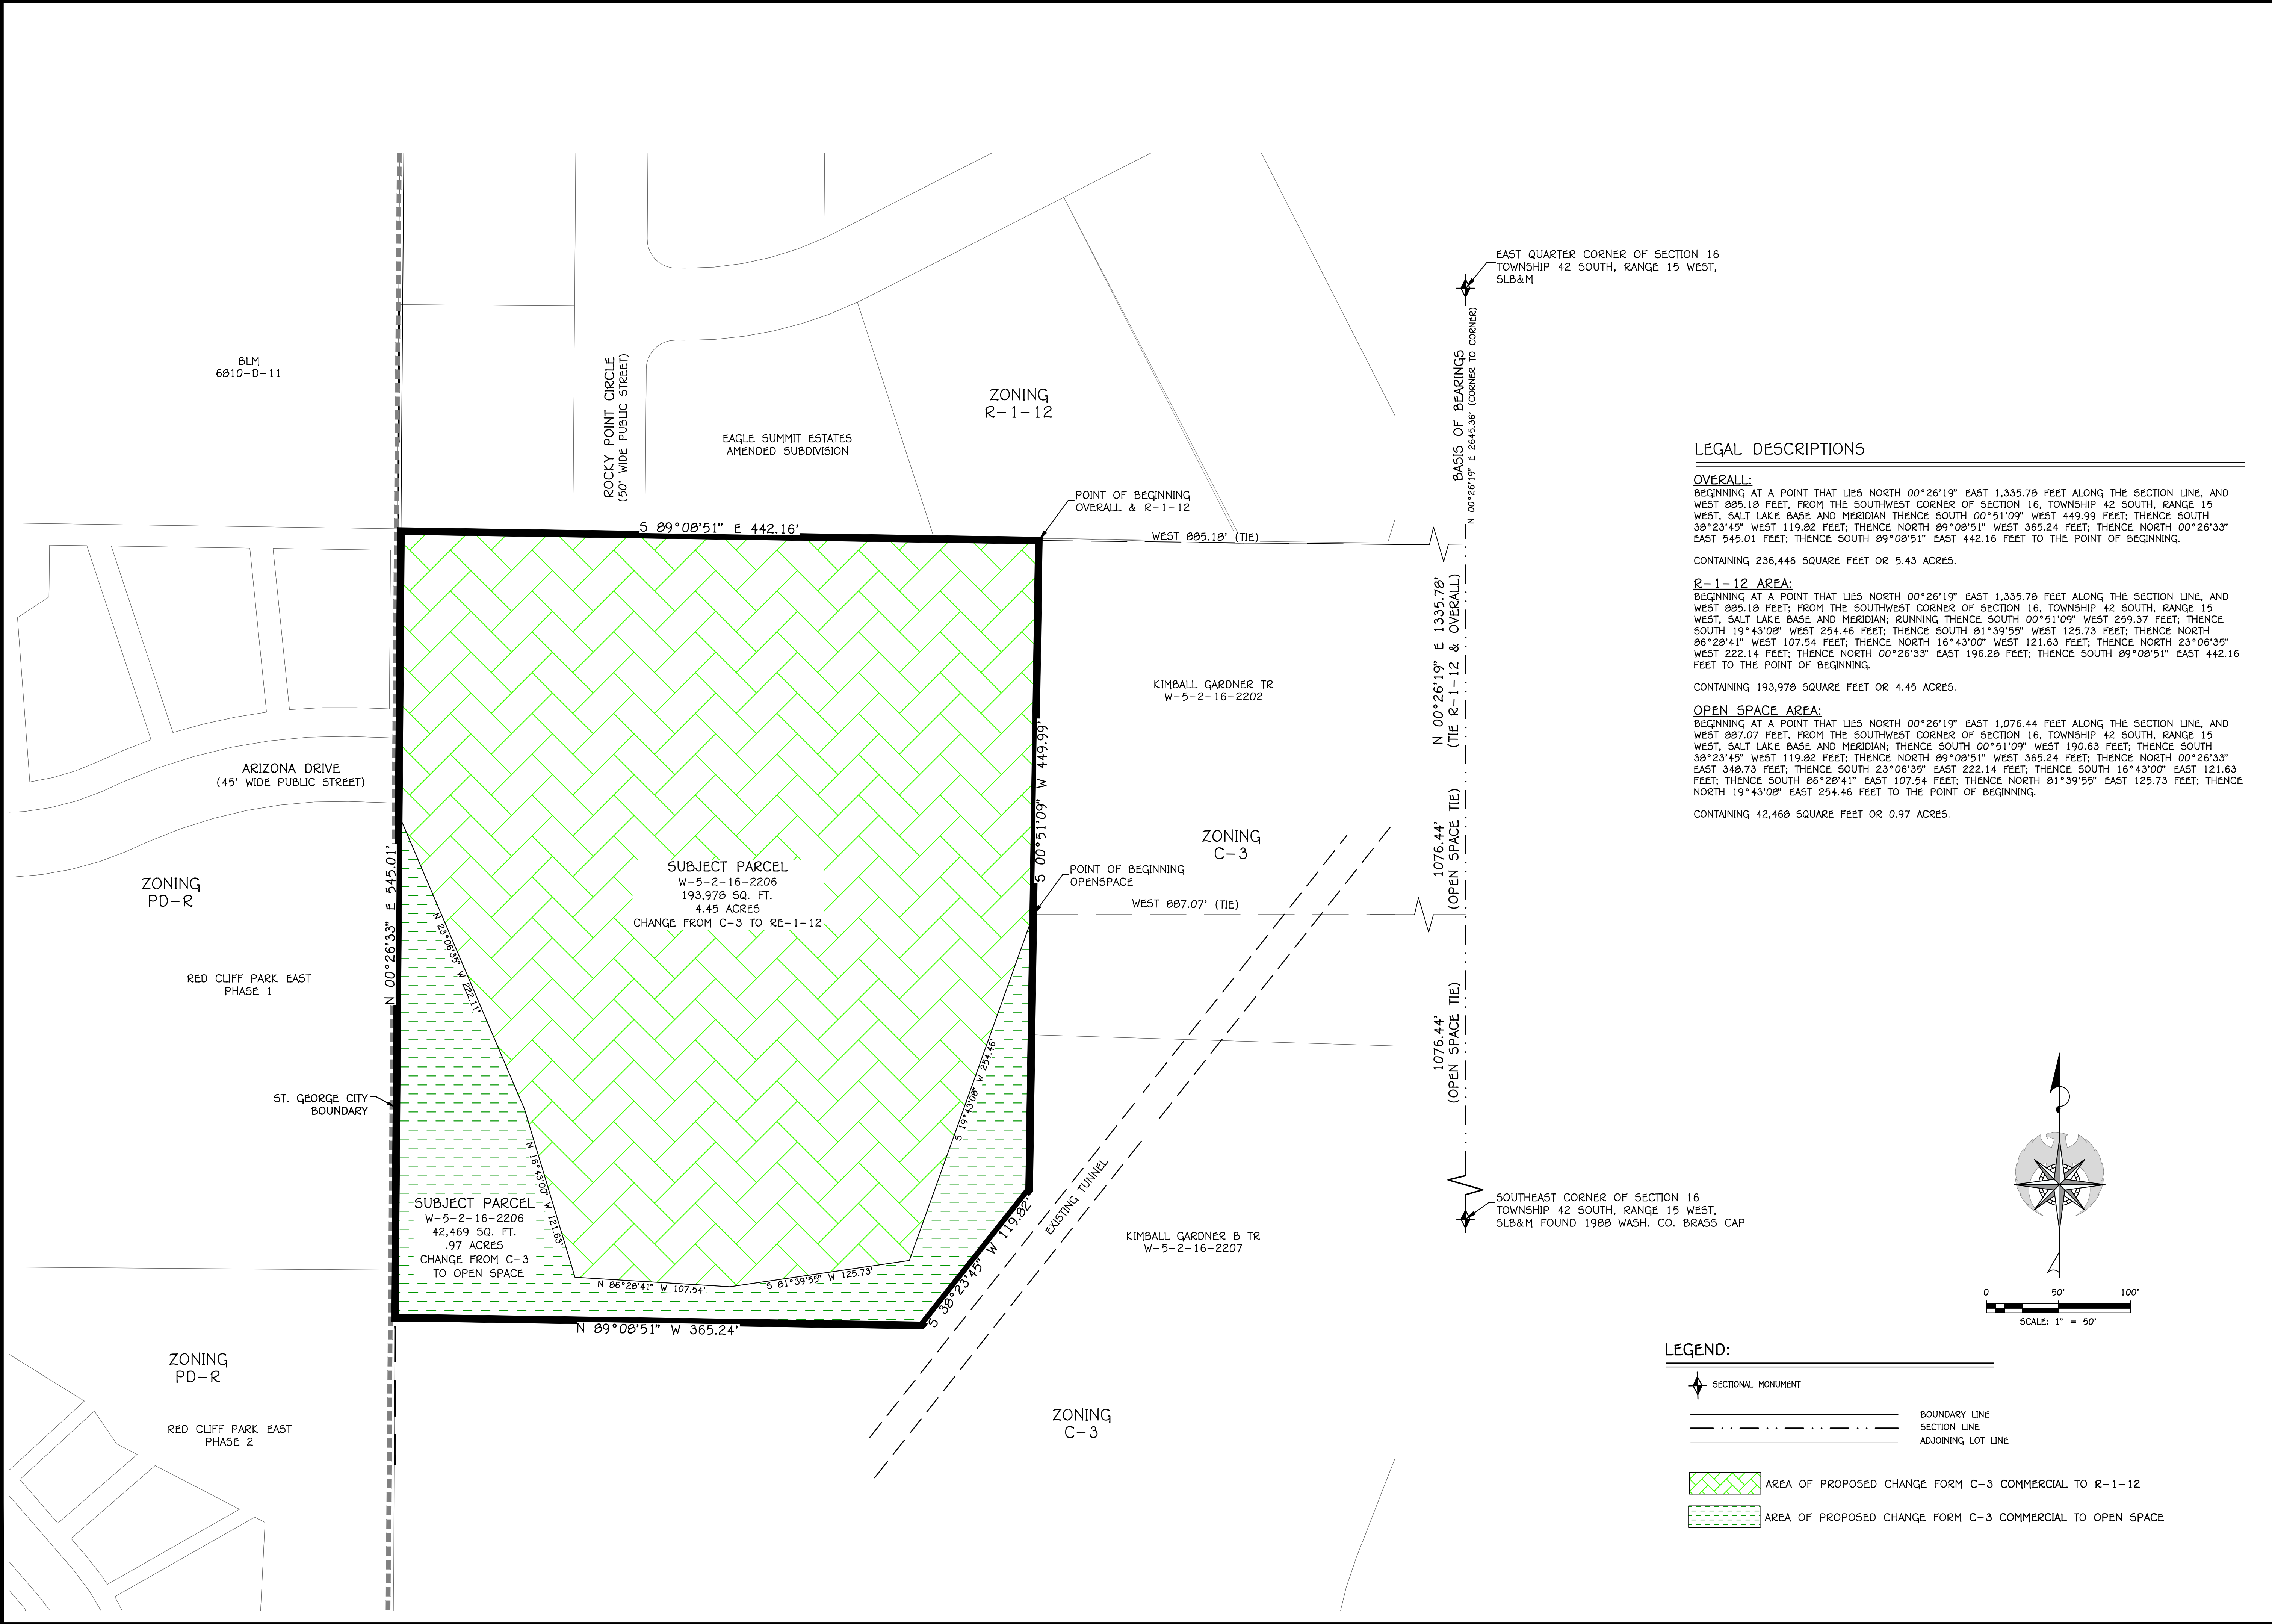 EAST QUARTER CORNER OF SECTION 16
TOWNSHIP 42 SOUTH, RANGE 15 WEST,
SLB&M
BASIS OF BEARINGS
N 00°26'19" E 2645.36' (CORNER TO CORNER)
BLM
6810-D-11
ROCKY POINT CIRCLE
(50' WIDE PUBLIC STREET)
ZONING
R-1-12
EAGLE SUMMIT ESTATES
AMENDED SUBDIVISION
POINT OF BEGINNING
OVERALL & R-1-12
S 89°08'51" E 442.16'
WEST 885.18' (TIE)
N 00°26'19" E 1335.78'
(TIE R-1-12 & OVERALL)
KIMBALL GARDNER TR
W-5-2-16-2202
S 00°51'09" W 449.99'
ARIZONA DRIVE
(45' WIDE PUBLIC STREET)
ZONING
C-3
1076.44'
(OPEN SPACE TIE)
SUBJECT PARCEL
W-5-2-16-2206
193,978 SQ. FT.
4.45 ACRES
CHANGE FROM C-3 TO RE-1-12
POINT OF BEGINNING
OPENSPACE
WEST 887.07' (TIE)
ZONING
PD-R
N 00°26'33" E 545.01'
N 23°06'35" W 222.11'
RED CLIFF PARK EAST
PHASE 1
1076.44'
(OPEN SPACE TIE)
S 19°43'08" W 254.46'
ST. GEORGE CITY
BOUNDARY
N 16°43'00" W 121.63'
EXISTING TUNNEL
SUBJECT PARCEL
W-5-2-16-2206
42,469 SQ. FT.
.97 ACRES
CHANGE FROM C-3
TO OPEN SPACE
SOUTHEAST CORNER OF SECTION 16
TOWNSHIP 42 SOUTH, RANGE 15 WEST,
SLB&M FOUND 1988 WASH. CO. BRASS CAP
KIMBALL GARDNER B TR
W-5-2-16-2207
N 86°28'41" W 107.54'
S 81°39'55" W 125.73'
S 38°23'45" W 119.82'
N 89°08'51" W 365.24'
ZONING
PD-R
RED CLIFF PARK EAST
PHASE 2
ZONING
C-3
LEGAL DESCRIPTIONS
OVERALL:
BEGINNING AT A POINT THAT LIES NORTH 00°26'19" EAST 1,335.78 FEET ALONG THE SECTION LINE, AND
WEST 885.18 FEET, FROM THE SOUTHWEST CORNER OF SECTION 16, TOWNSHIP 42 SOUTH, RANGE 15
WEST, SALT LAKE BASE AND MERIDIAN THENCE SOUTH 00°51'09" WEST 449.99 FEET; THENCE SOUTH
38°23'45" WEST 119.82 FEET; THENCE NORTH 89°08'51" WEST 365.24 FEET; THENCE NORTH 00°26'33"
EAST 545.01 FEET; THENCE SOUTH 89°08'51" EAST 442.16 FEET TO THE POINT OF BEGINNING.
CONTAINING 236,446 SQUARE FEET OR 5.43 ACRES.
R-1-12 AREA:
BEGINNING AT A POINT THAT LIES NORTH 00°26'19" EAST 1,335.78 FEET ALONG THE SECTION LINE, AND
WEST 885.18 FEET; FROM THE SOUTHWEST CORNER OF SECTION 16, TOWNSHIP 42 SOUTH, RANGE 15
WEST, SALT LAKE BASE AND MERIDIAN; RUNNING THENCE SOUTH 00°51'09" WEST 259.37 FEET; THENCE
SOUTH 19°43'08" WEST 254.46 FEET; THENCE SOUTH 81°39'55" WEST 125.73 FEET; THENCE NORTH
86°28'41" WEST 107.54 FEET; THENCE NORTH 16°43'00" WEST 121.63 FEET; THENCE NORTH 23°06'35"
WEST 222.14 FEET; THENCE NORTH 00°26'33" EAST 196.28 FEET; THENCE SOUTH 89°08'51" EAST 442.16
FEET TO THE POINT OF BEGINNING.
CONTAINING 193,978 SQUARE FEET OR 4.45 ACRES.
OPEN SPACE AREA:
BEGINNING AT A POINT THAT LIES NORTH 00°26'19" EAST 1,076.44 FEET ALONG THE SECTION LINE, AND
WEST 887.07 FEET, FROM THE SOUTHWEST CORNER OF SECTION 16, TOWNSHIP 42 SOUTH, RANGE 15
WEST, SALT LAKE BASE AND MERIDIAN; THENCE SOUTH 00°51'09" WEST 190.63 FEET; THENCE SOUTH
38°23'45" WEST 119.82 FEET; THENCE NORTH 89°08'51" WEST 365.24 FEET; THENCE NORTH 00°26'33"
EAST 348.73 FEET; THENCE SOUTH 23°06'35" EAST 222.14 FEET; THENCE SOUTH 16°43'00" EAST 121.63
FEET; THENCE SOUTH 86°28'41" EAST 107.54 FEET; THENCE NORTH 81°39'55" EAST 125.73 FEET; THENCE
NORTH 19°43'08" EAST 254.46 FEET TO THE POINT OF BEGINNING.
CONTAINING 42,468 SQUARE FEET OR 0.97 ACRES.
0 50' 100'
SCALE: 1" = 50'
LEGEND:
SECTIONAL MONUMENT
BOUNDARY LINE
SECTION LINE
ADJOINING LOT LINE
AREA OF PROPOSED CHANGE FORM C-3 COMMERCIAL TO R-1-12
AREA OF PROPOSED CHANGE FORM C-3 COMMERCIAL TO OPEN SPACE